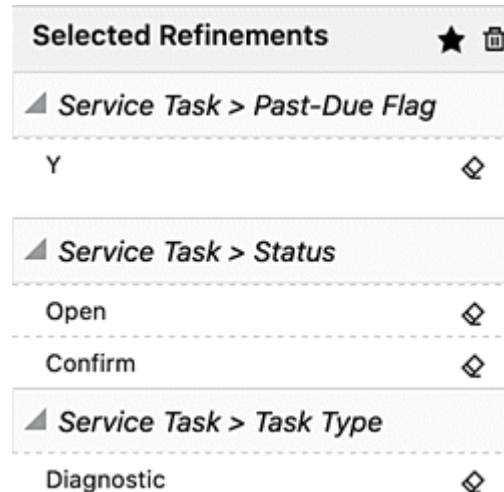 Selected Refinements
Service Task > Past-Due Flag
Y
Service Task > Status
Open
Confirm
Service Task > Task Type
Diagnostic